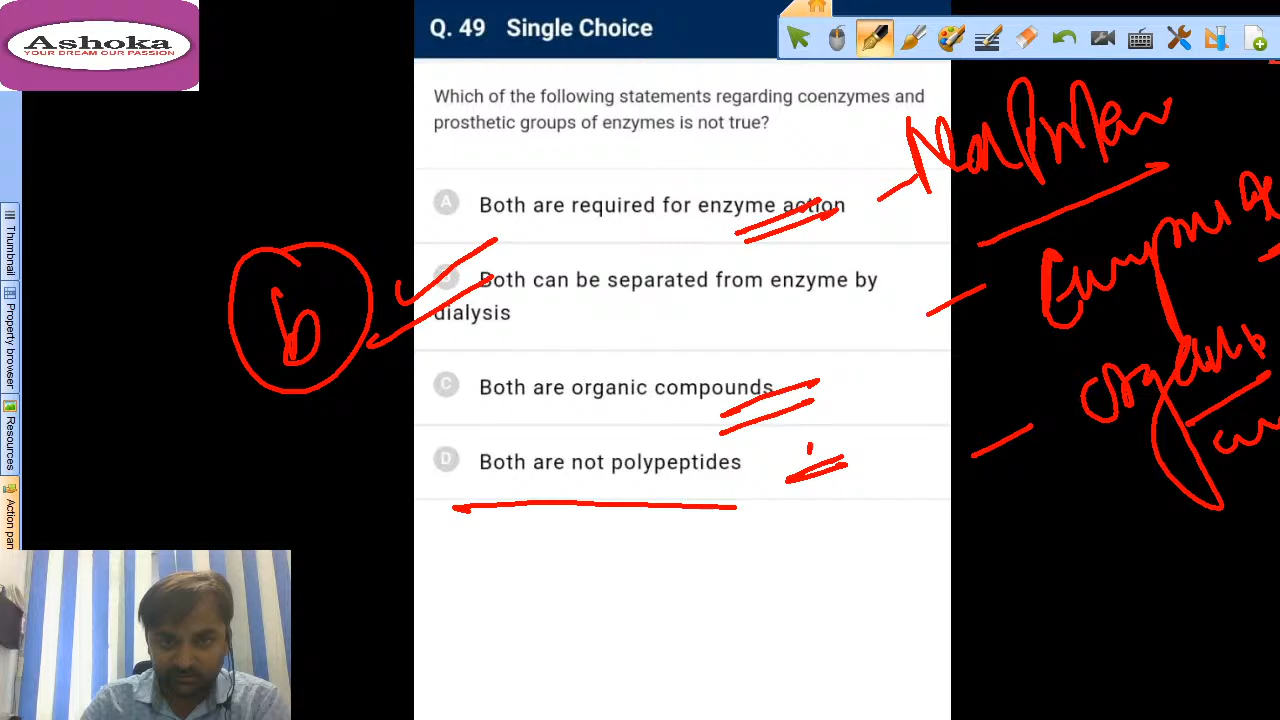 Ashoka
YOUR DREAM OUR PASSION
Q. 49 Single Choice
Which of the following statements regarding coenzymes and
prosthetic groups of enzymes is not true?
A Both are required for enzyme action
Both can be separated from enzyme by
dialysis
C Both are organic compounds
D Both are not polypeptides
b
Thumbnail
Property browser
Resources
Action pan